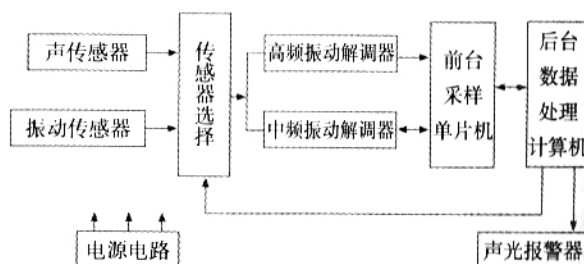 声传感器
振动传感器
传感器选择
高频振动解调器
中频振动解调器
前台
采样
单片机
后台
数据
处理
计算机
电源电路
声光报警器